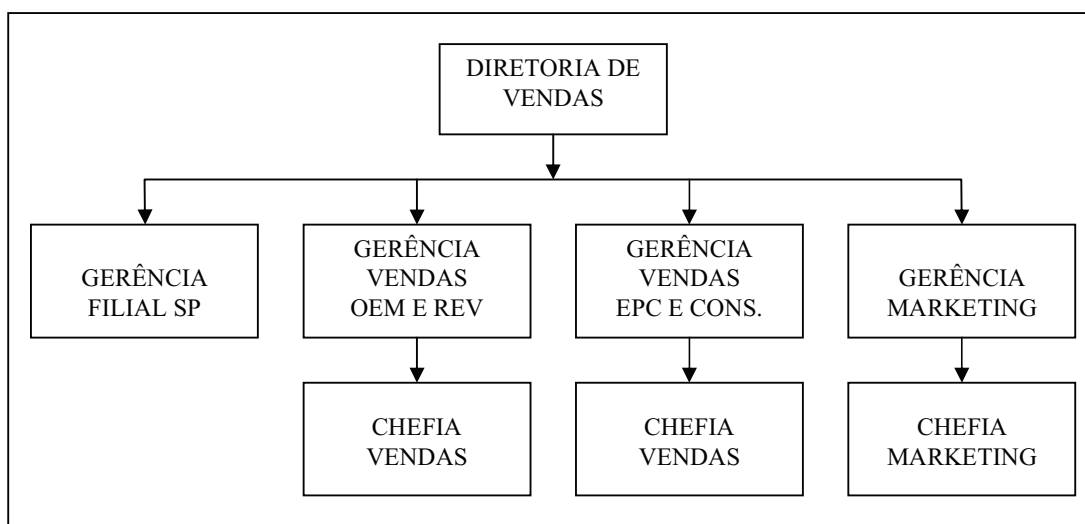 DIRETORIA DE
VENDAS
GERÊNCIA
FILIAL SP
GERÊNCIA
VENDAS
OEM E REV
GERÊNCIA
VENDAS
EPC E CONS.
GERÊNCIA
MARKETING
CHEFIA
VENDAS
CHEFIA
VENDAS
CHEFIA
MARKETING